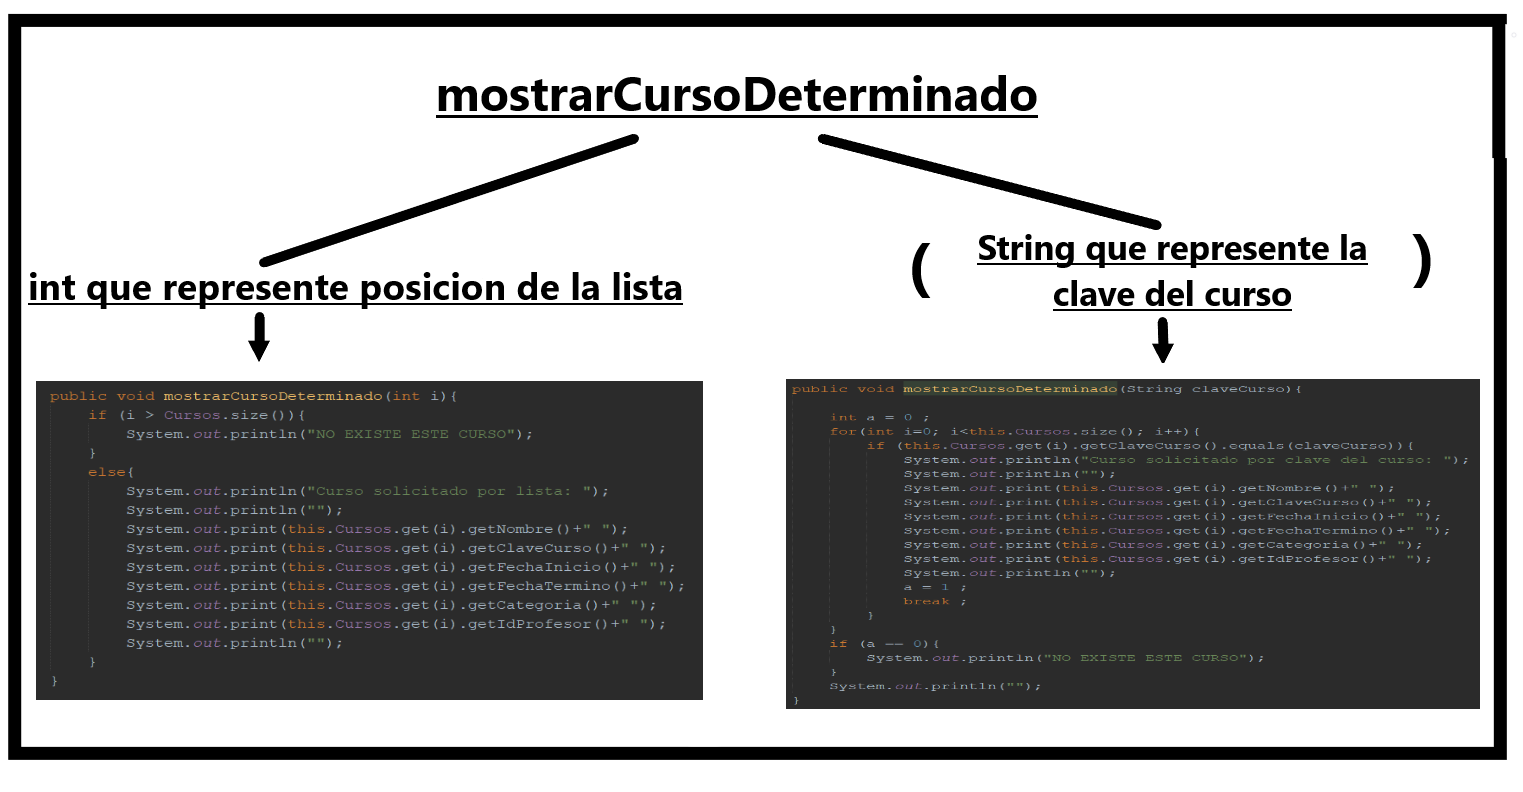 mostrarCursoDeterminado
int que represente posicion de la lista
public void mostrarCursoDeterminado(int i){
if (i > Cursos.size()){
System.out.println("NO EXISTE ESTE CURSO");
}
else{
System.out.println("Curso solicitado por lista: ");
System.out.println("");
System.out.print(this.Cursos.get(i).getNombre()+" ");
System.out.print(this.Cursos.get(i).getClaveCurso()+" ");
System.out.print(this.Cursos.get(i).getFechaInicio()+" ");
System.out.print(this.Cursos.get(i).getFechaTermino()+" ");
System.out.print(this.Cursos.get(i).getCategoria()+" ");
System.out.print(this.Cursos.get(i).getIdProfesor()+" ");
System.out.println("");
}
}
( String que represente la )
clave del curso
public void mostrarCursoDeterminado(String claveCurso){
int a = 0 ;
for(int i=0; i<this.Cursos.size(); i++){
if (this.Cursos.get(i).getClaveCurso().equals(claveCurso)){
System.out.println("Curso solicitado por clave del curso: ");
System.out.println("");
System.out.print(this.Cursos.get(i).getNombre()+" ");
System.out.print(this.Cursos.get(i).getClaveCurso()+" ");
System.out.print(this.Cursos.get(i).getFechaInicio()+" ");
System.out.print(this.Cursos.get(i).getFechaTermino()+" ");
System.out.print(this.Cursos.get(i).getCategoria()+" ");
System.out.print(this.Cursos.get(i).getIdProfesor()+" ");
System.out.println("");
a = 1 ;
break ;
}
}
if (a == 0){
System.out.println("NO EXISTE ESTE CURSO");
}
System.out.println("");
}